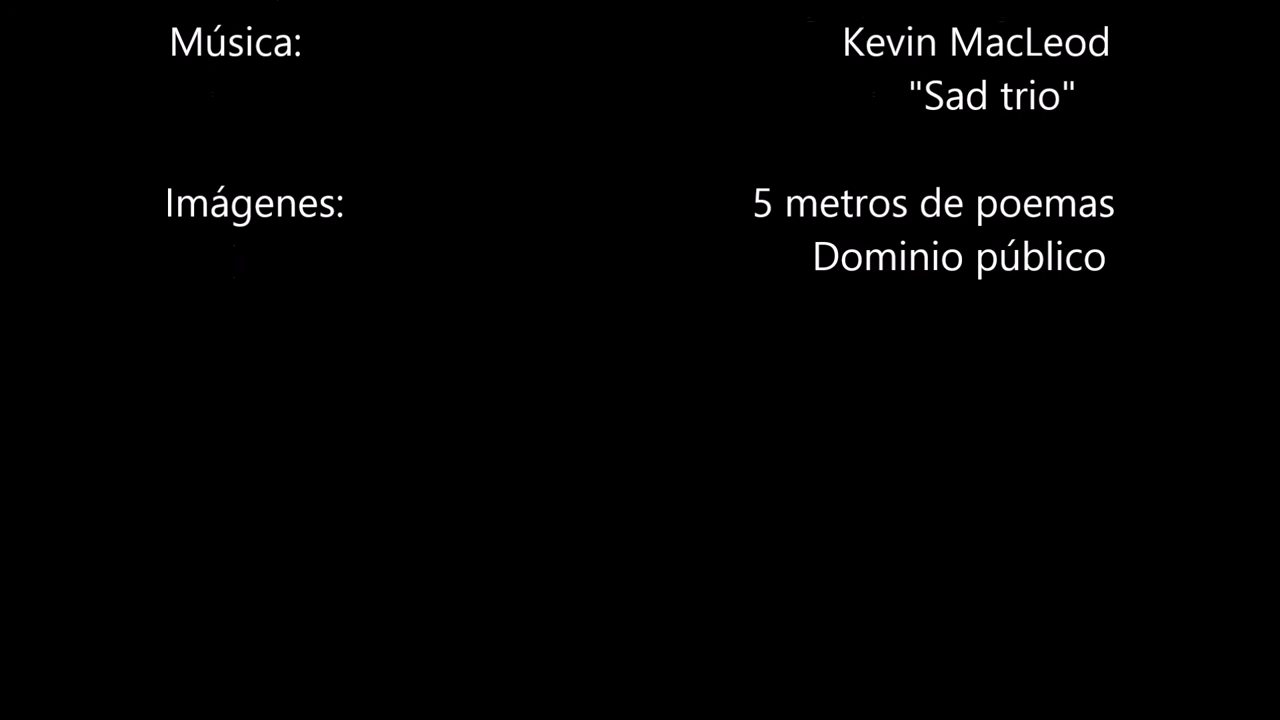 Música: Kevin MacLeod
"Sad trio"
Imágenes: 5 metros de poemas
Dominio público